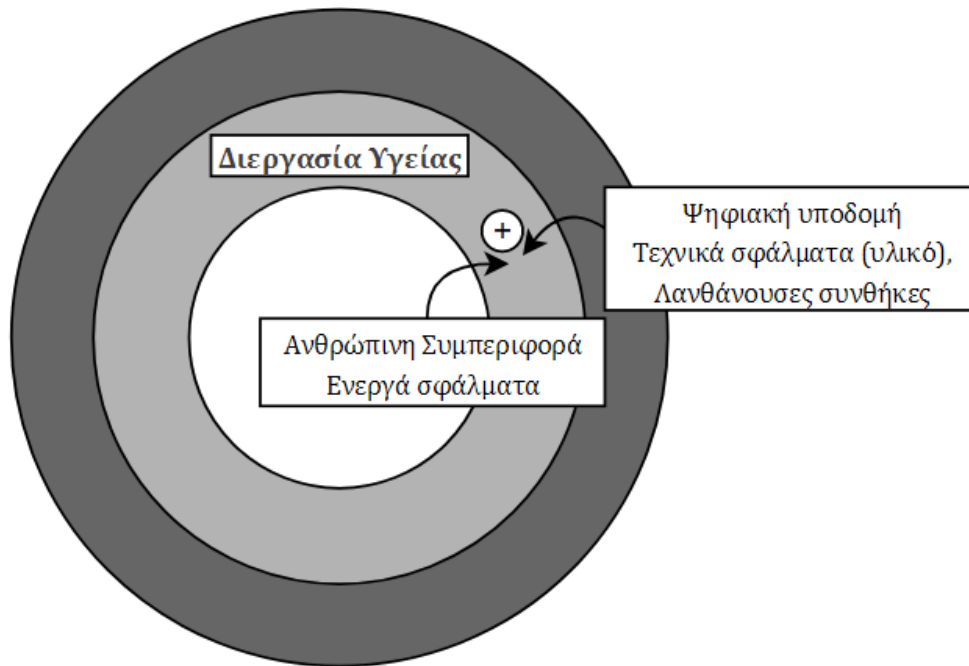 Διεργασία Υγείας
+
Ψηφιακή υποδομή
Τεχνικά σφάλματα (υλικό),
Λανθάνουσες συνθήκες
Ανθρώπινη Συμπεριφορά
Ενεργά σφάλματα